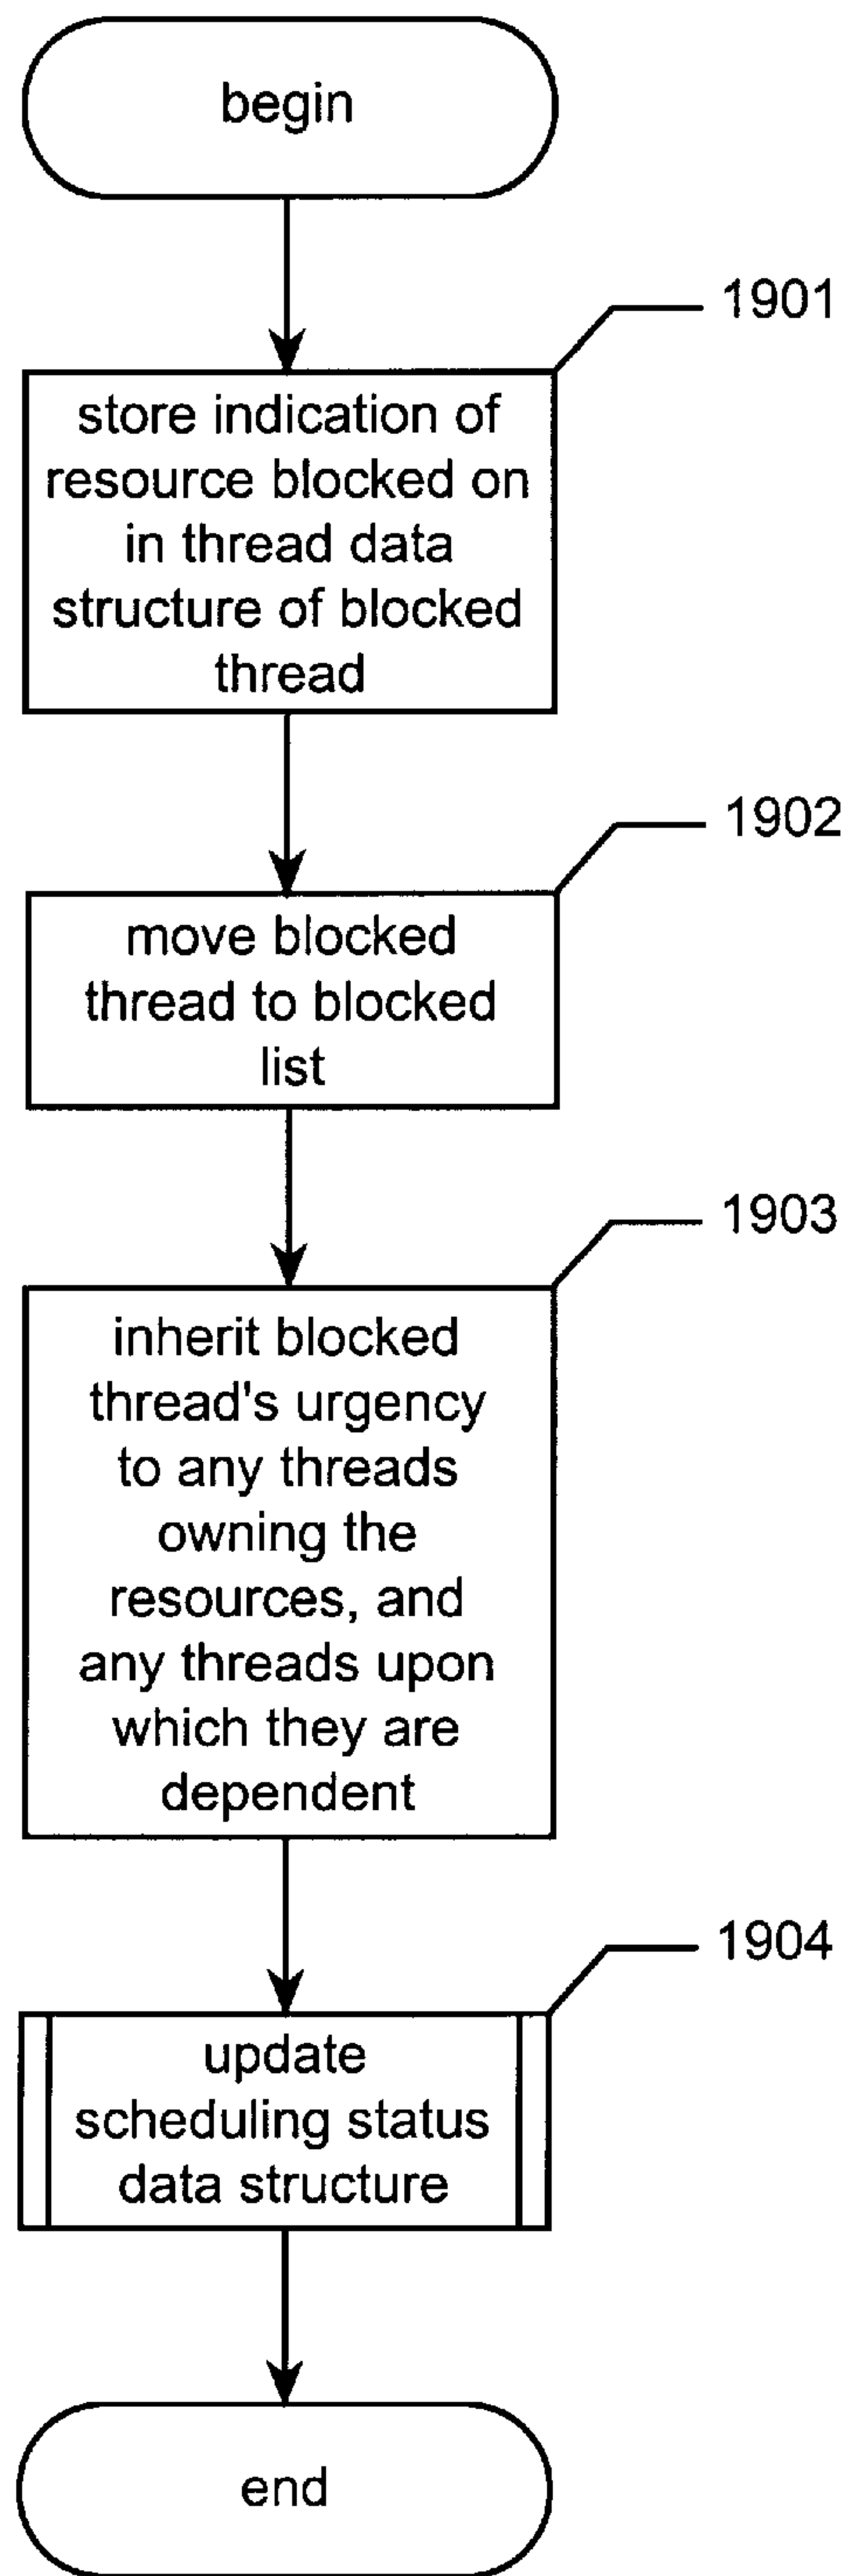 begin
1901
store indication of
resource blocked on
in thread data
structure of blocked
thread
1902
move blocked
thread to blocked
list
1903
inherit blocked
thread's urgency
to any threads
owning the
resources, and
any threads upon
which they are
dependent
1904
update
scheduling status
data structure
end